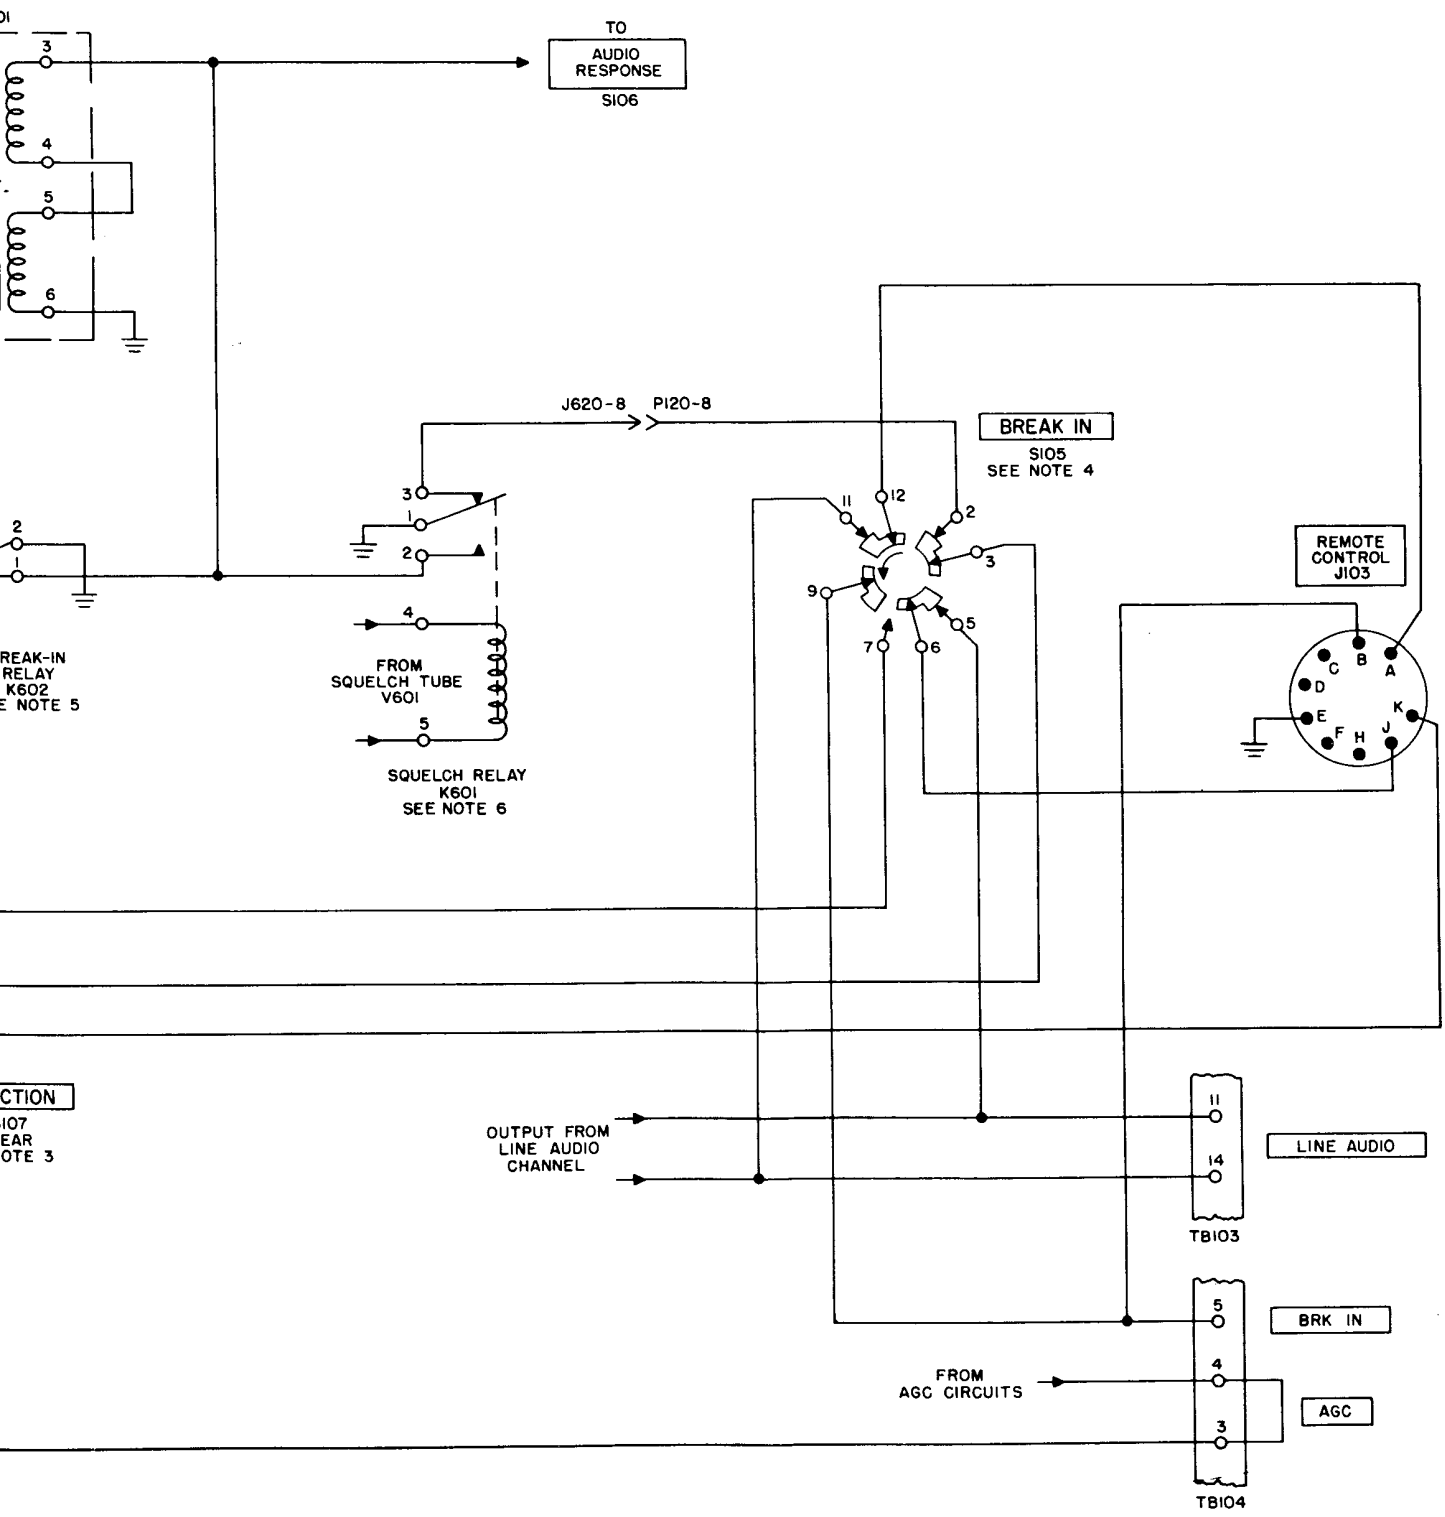 01
3
TO
AUDIO
RESPONSE
S106
4
5
6
J620-8
P120-8
BREAK IN
S105
SEE NOTE 4
3
1
2
11
12
2
3
9
5
7
6
2
1
REMOTE
CONTROL
J103
B
C
A
D
K
E
J
F
H
4
FROM
SQUELCH TUBE
V601
5
REAK-IN
RELAY
K602
E NOTE 5
SQUELCH RELAY
K601
SEE NOTE 6
CTION
S107
EAR
OTE 3
OUTPUT FROM
LINE AUDIO
CHANNEL
11
14
LINE AUDIO
TB103
5
BRK IN
4
FROM
AGC CIRCUITS
AGC
3
TB104